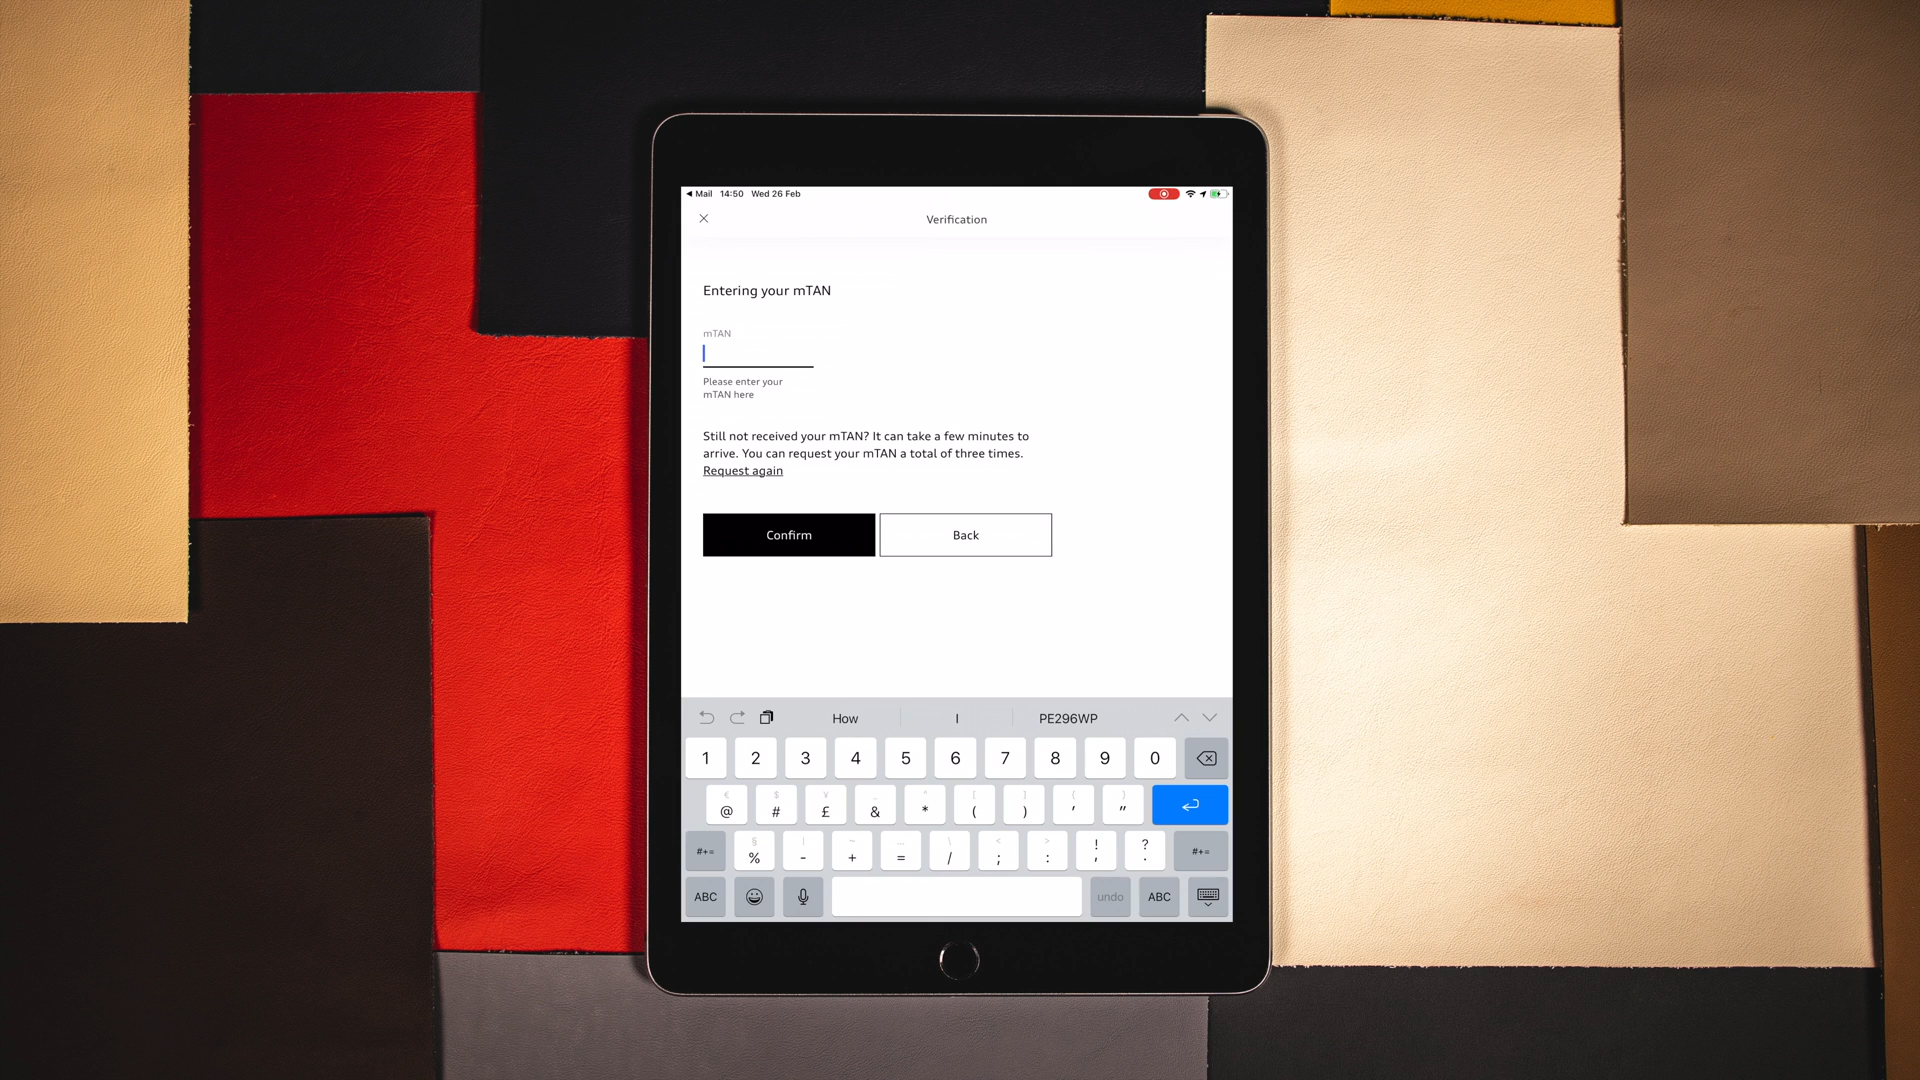 Mail 14:50 Wed 26 Feb
Verification
Entering your mTAN
mTAN
Please enter your
mTAN here
Still not received your mTAN? It can take a few minutes to
arrive. You can request your mTAN a total of three times.
Request again
Confirm Back
How I PE296WP
1 2 3 4 5 6 7 8 9 0
€ $ ¥ _ ^ [ ] { }
@ # £ & * ( ) ' "
§ | ~ … \ < > ! ?
#+= % - + = / ; : , . #+=
ABC undo ABC